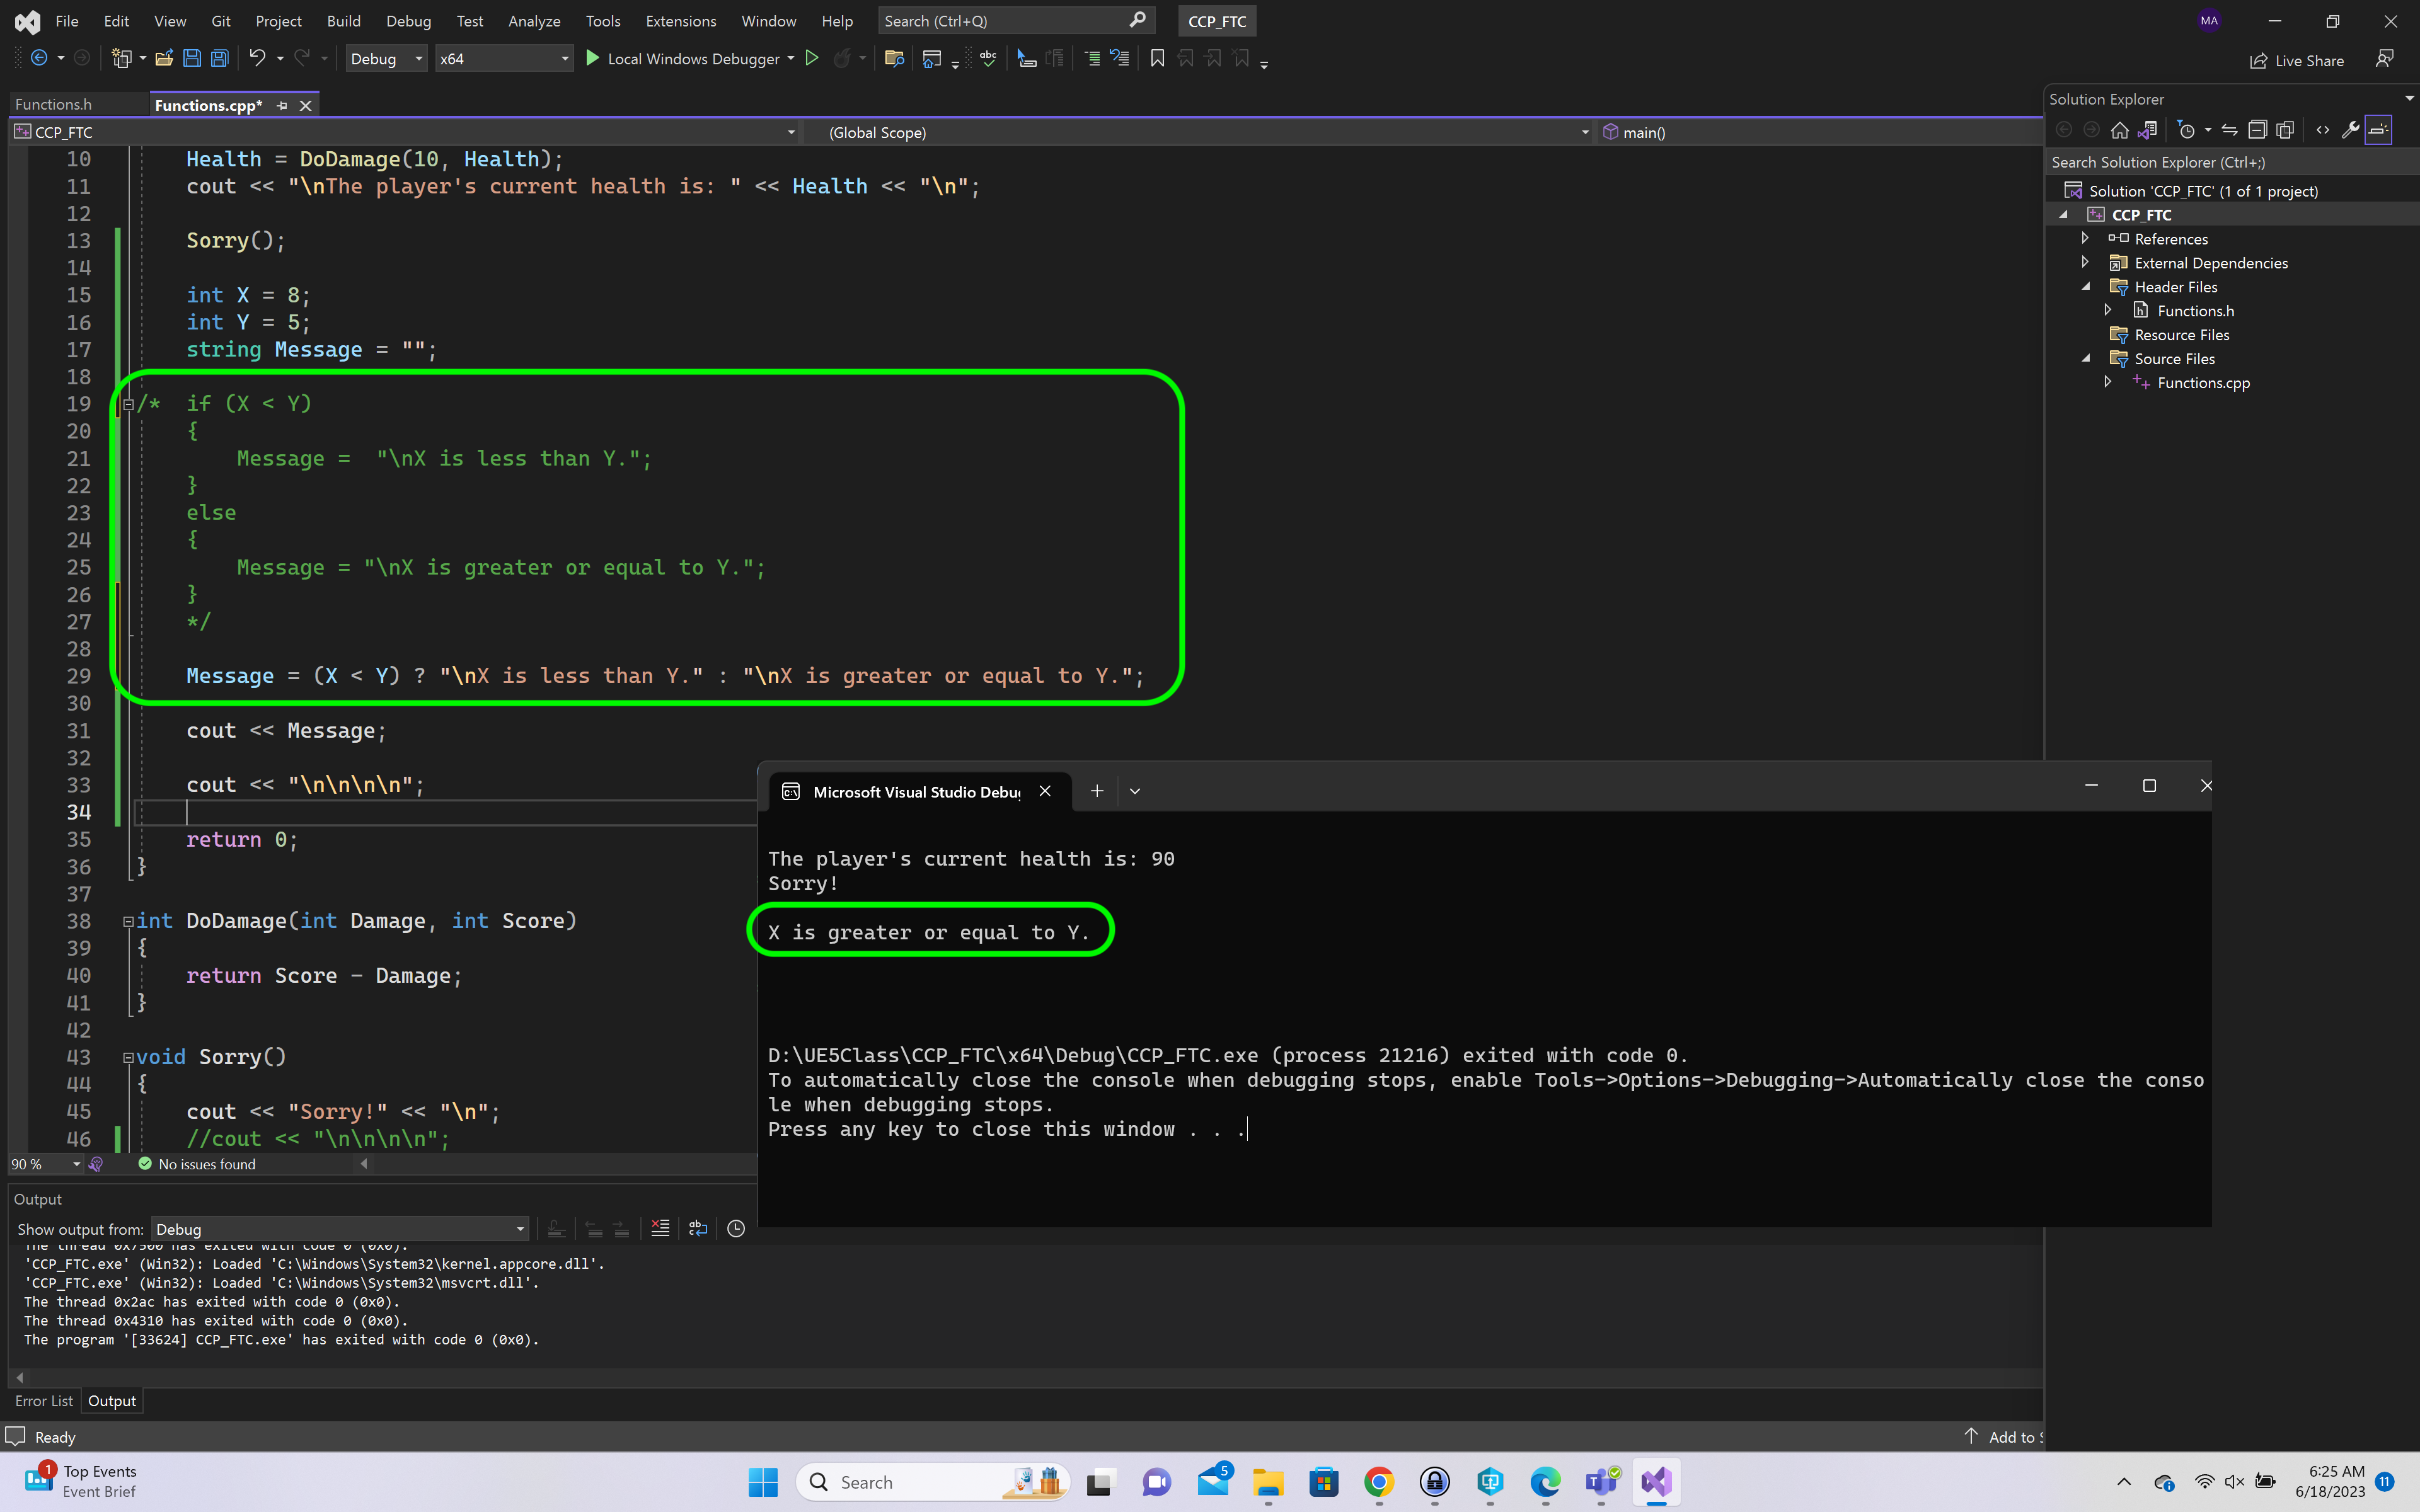 File Edit View Git Project Build Debug Test Analyze Tools Extensions Window Help Search (Ctrl+Q) CCP_FTC MA
Debug x64 Local Windows Debugger Live Share
Functions.h Functions.cpp*
CCP_FTC (Global Scope) main()
10 Health = DoDamage(10, Health);
11 cout << "\nThe player's current health is: " << Health << "\n";
12
13 Sorry();
14
15 int X = 8;
16 int Y = 5;
17 string Message = "";
18
19 /* if (X < Y)
20 {
21 Message =  "\nX is less than Y.";
22 }
23 else
24 {
25 Message = "\nX is greater or equal to Y.";
26 }
27 */
28
29 Message = (X < Y) ? "\nX is less than Y." : "\nX is greater or equal to Y.";
30
31 cout << Message;
32
33 cout << "\n\n\n\n";
34
35 return 0;
36 }
37
38 int DoDamage(int Damage, int Score)
39 {
40 return Score - Damage;
41 }
42
43 void Sorry()
44 {
45 cout << "Sorry!" << "\n";
46 //cout << "\n\n\n\n";
90 % No issues found
Solution Explorer
Search Solution Explorer (Ctrl+;)
Solution 'CCP_FTC' (1 of 1 project)
CCP_FTC
References
External Dependencies
Header Files
Functions.h
Resource Files
Source Files
Functions.cpp
Microsoft Visual Studio Debu
The player's current health is: 90
Sorry!
X is greater or equal to Y.
D:\UE5Class\CCP_FTC\x64\Debug\CCP_FTC.exe (process 21216) exited with code 0.
To automatically close the console when debugging stops, enable Tools->Options->Debugging->Automatically close the conso
le when debugging stops.
Press any key to close this window . . .
Output
Show output from: Debug
The thread 0x7500 has exited with code 0 (0x0).
'CCP_FTC.exe' (Win32): Loaded 'C:\Windows\System32\kernel.appcore.dll'.
'CCP_FTC.exe' (Win32): Loaded 'C:\Windows\System32\msvcrt.dll'.
The thread 0x2ac has exited with code 0 (0x0).
The thread 0x4310 has exited with code 0 (0x0).
The program '[33624] CCP_FTC.exe' has exited with code 0 (0x0).
Error List Output
Ready Add to S
1 Top Events
Event Brief
Search 5
6:25 AM
6/18/2023 11